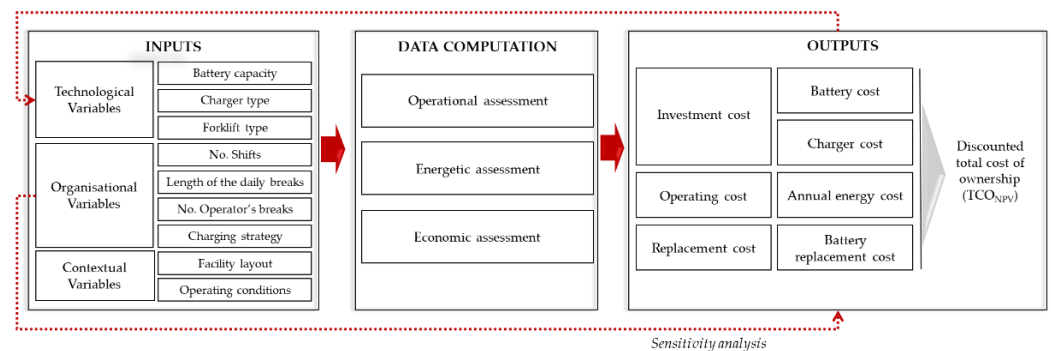 INPUTS
Technological
Variables
Battery capacity
Charger type
Forklift type
Organisational
Variables
No. Shifts
Length of the daily breaks
No. Operator's breaks
Charging strategy
Contextual
Variables
Facility layout
Operating conditions
DATA COMPUTATION
Operational assessment
Energetic assessment
Economic assessment
OUTPUTS
Investment cost
Battery cost
Charger cost
Operating cost
Annual energy cost
Replacement cost
Battery
replacement cost
Discounted
total cost of
ownership
(TCO_NPV)
Sensitivity analysis